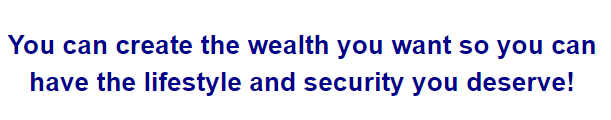 You can create the wealth you want so you can
have the lifestyle and security you deserve!